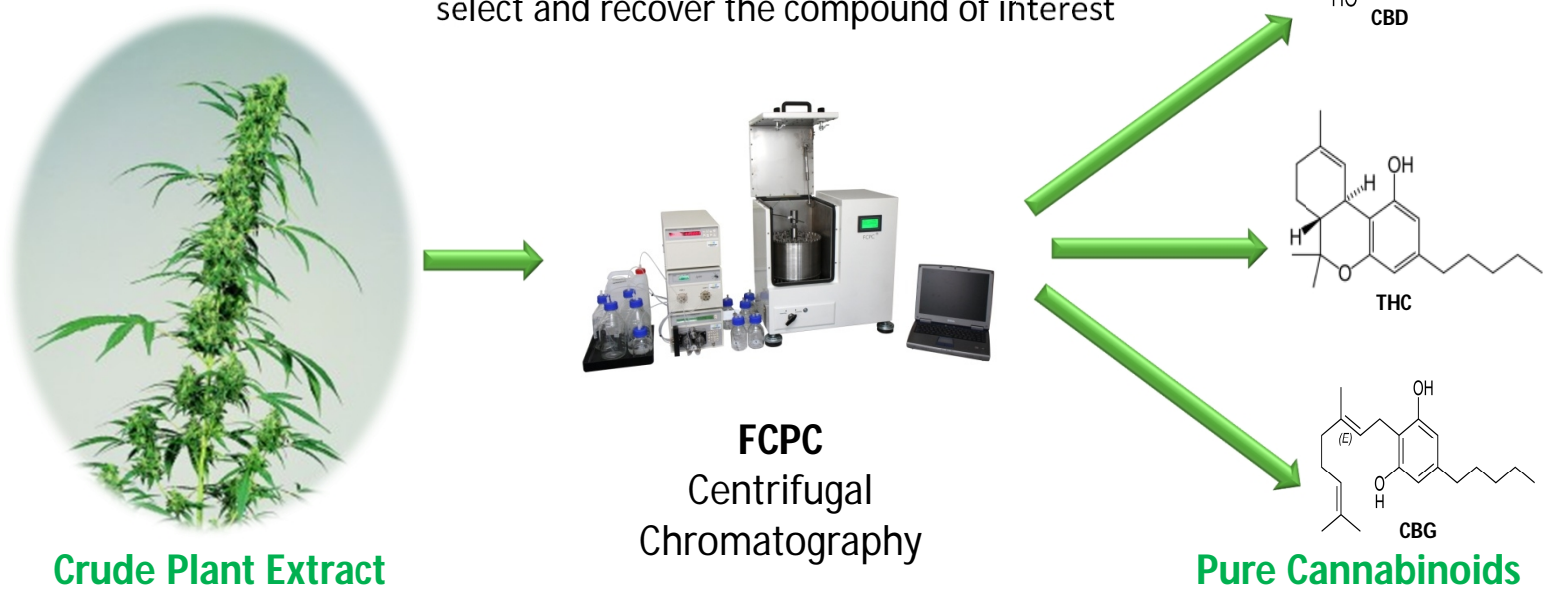 select and recover the compound of interest
HO
CBD
OH
H
H
O
THC
FCPC
Centrifugal
Chromatography
OH
(E)
O
H
CBG
Crude Plant Extract
Pure Cannabinoids